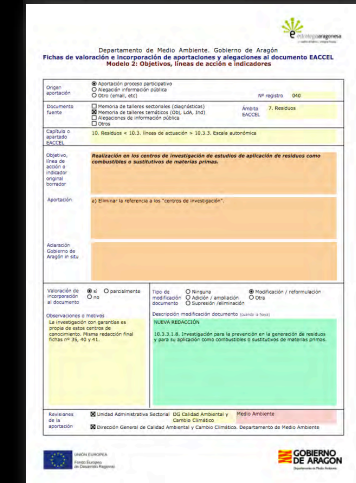 estrategiaragonesa
Departamento de Medio Ambiente. Gobierno de Aragón
Fichas de valoración e incorporación de aportaciones y alegaciones al documento EACCEL
Modelo 2: Objetivos, líneas de acción e indicadores
Origen aportación
Aportación proceso participativo
Alegación información pública
Otro (email, etc)
Nº registro 040
Documento fuente
Memoria de talleres sectoriales (diagnósticos)
Memoria de talleres temáticos (Obj, LdA, Ind)
Alegaciones de información pública
Otros
Ámbito EACCEL
7. Residuos
Capítulo o apartado EACCEL
10. Residuos < 10.3. líneas de actuación > 10.3.3. Escale autonómica
Objetivo, línea de acción o indicador original borrador
Realización en los centros de investigación de estudios de aplicación de residuos como
combustibles o sustitutivos de materias primas.
Aportación
a) Eliminar la referencia a los "centros de investigación".
Aclaración Gobierno de Aragón in situ
Valoración de incorporación al documento
sí
parcialmente
no
Tipo de modificación documento
Ninguna
Adición / ampliación
Supresión /eliminación
Modificación / reformulación
Otra
Observaciones o motivos
La investigación con garantías es
propia de estos centros de
conocimiento. Misma redacción final
fichas nº 39, 40 y 41.
Descripción modificación documento
NUEVA REDACCIÓN
10.3.3.1.8. Investigación para la prevención en la generación de residuos
y para su aplicación como combustibles o sustitutivos de materias primas.
Revisores de la aportación
Unidad Administrativa Sectorial
DG Calidad Ambiental y
Cambio Climático
Medio Ambiente
Dirección General de Calidad Ambiental y Cambio Climático. Departamento de Medio Ambiente
UNIÓN EUROPEA
Fondo Europeo
de Desarrollo Regional
GOBIERNO
DE ARAGON
Departamento de Medio Ambiente